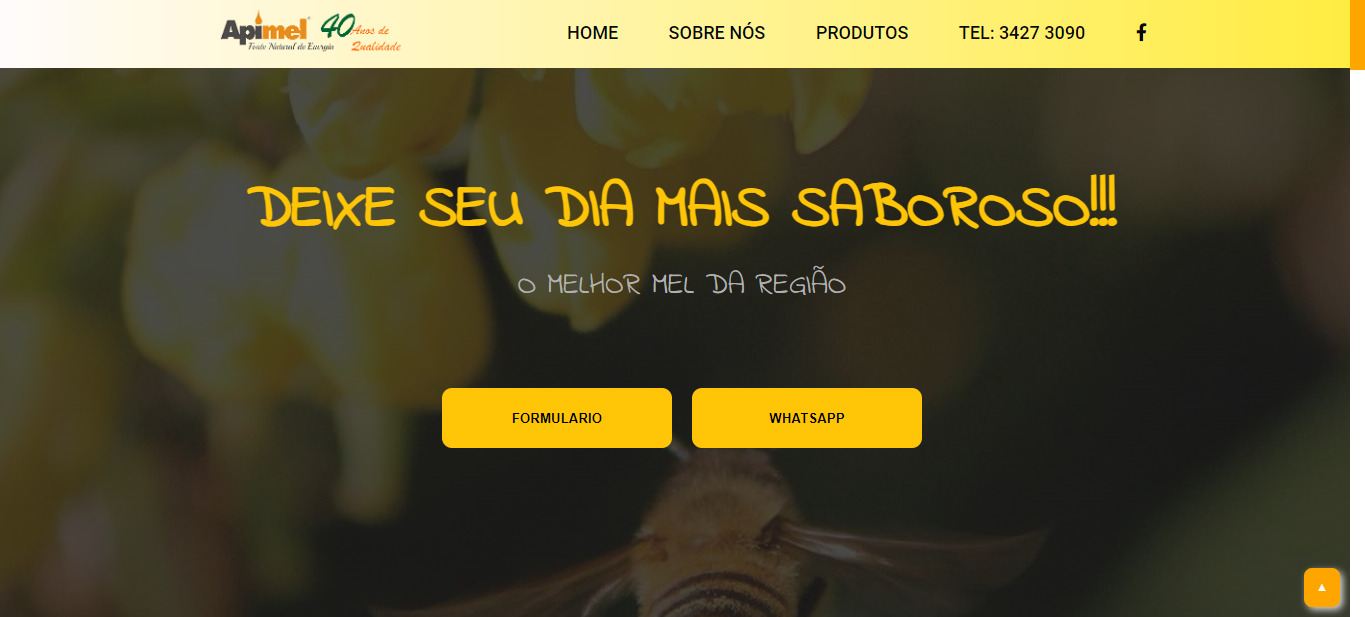 Apimel 40 Anos de
Fonte Natural de Energia Qualidade
HOME SOBRE NÓS PRODUTOS TEL: 3427 3090
DEIXE SEU DIA MAIS SABOROSO!!!
O MELHOR MEL DA REGIÃO
FORMULARIO WHATSAPP